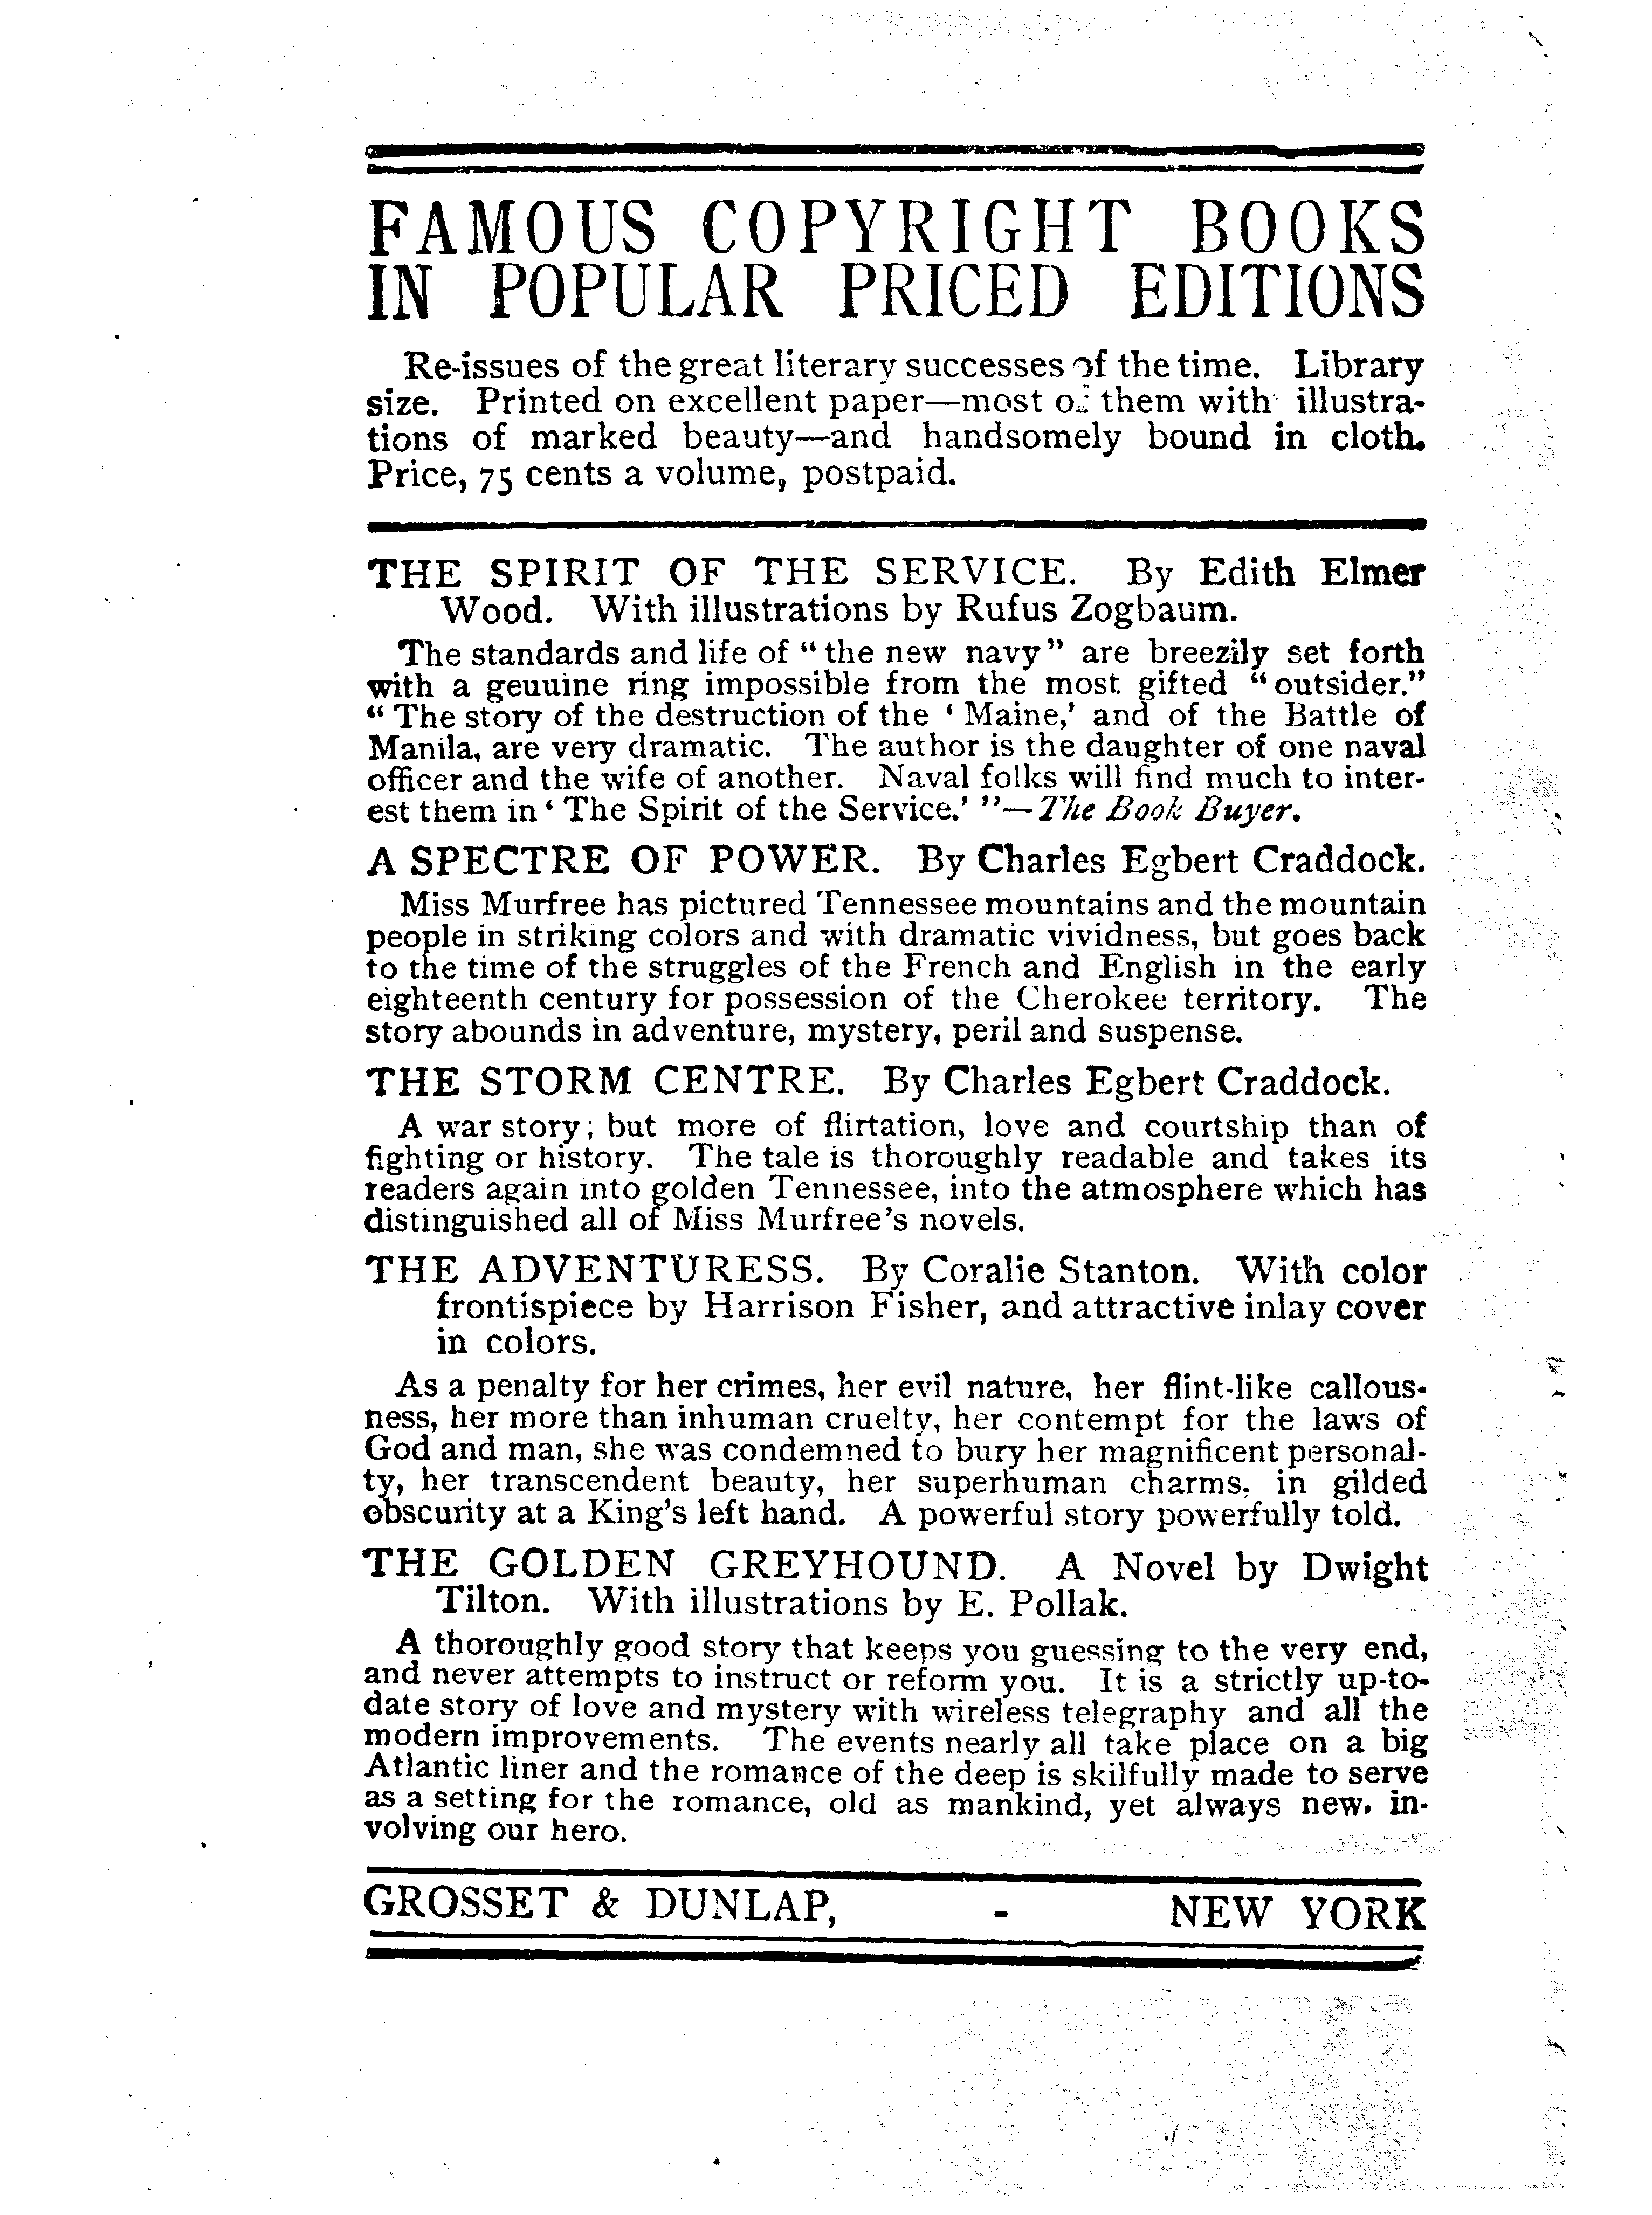 FAMOUS COPYRIGHT BOOKS
IN POPULAR PRICED EDITIONS
Re-issues of the great literary successes of the time. Library
size. Printed on excellent paper—most of them with illustra-
tions of marked beauty—and handsomely bound in cloth.
Price, 75 cents a volume, postpaid.
THE SPIRIT OF THE SERVICE. By Edith Elmer
Wood. With illustrations by Rufus Zogbaum.
The standards and life of “the new navy” are breezily set forth
with a geuuine ring impossible from the most gifted “outsider.”
“The story of the destruction of the ‘Maine,’ and of the Battle of
Manila, are very dramatic. The author is the daughter of one naval
officer and the wife of another. Naval folks will find much to inter-
est them in ‘The Spirit of the Service.’ ”—The Book Buyer.
A SPECTRE OF POWER. By Charles Egbert Craddock.
Miss Murfree has pictured Tennessee mountains and the mountain
people in striking colors and with dramatic vividness, but goes back
to the time of the struggles of the French and English in the early
eighteenth century for possession of the Cherokee territory. The
story abounds in adventure, mystery, peril and suspense.
THE STORM CENTRE. By Charles Egbert Craddock.
A war story; but more of flirtation, love and courtship than of
fighting or history. The tale is thoroughly readable and takes its
readers again into golden Tennessee, into the atmosphere which has
distinguished all of Miss Murfree's novels.
THE ADVENTURESS. By Coralie Stanton. With color
frontispiece by Harrison Fisher, and attractive inlay cover
in colors.
As a penalty for her crimes, her evil nature, her flint-like callous-
ness, her more than inhuman cruelty, her contempt for the laws of
God and man, she was condemned to bury her magnificent personal-
ty, her transcendent beauty, her superhuman charms, in gilded
obscurity at a King's left hand. A powerful story powerfully told.
THE GOLDEN GREYHOUND. A Novel by Dwight
Tilton. With illustrations by E. Pollak.
A thoroughly good story that keeps you guessing to the very end,
and never attempts to instruct or reform you. It is a strictly up-to-
date story of love and mystery with wireless telegraphy and all the
modern improvements. The events nearly all take place on a big
Atlantic liner and the romance of the deep is skilfully made to serve
as a setting for the romance, old as mankind, yet always new, in-
volving our hero.
GROSSET & DUNLAP, - NEW YORK